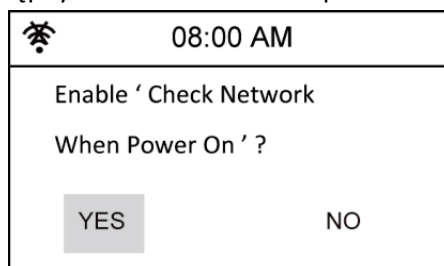 08:00 AM
Enable ‘ Check Network
When Power On ’ ?
YES NO